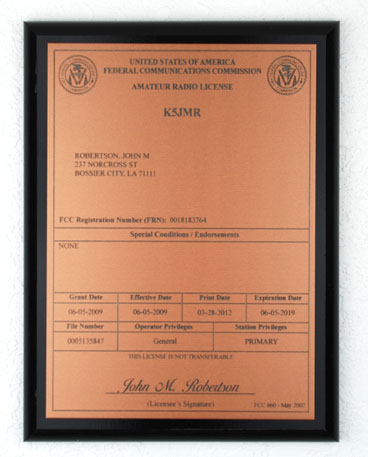 UNITED STATES OF AMERICA
FEDERAL COMMUNICATIONS COMMISSION
AMATEUR RADIO LICENSE
K5JMR
ROBERTSON, JOHN M
237 NORCROSS ST
BOSSIER CITY, LA 71111
FCC Registration Number (FRN): 0018183764
Special Conditions / Endorsements
NONE
Grant Date Effective Date Print Date Expiration Date
06-05-2009 06-05-2009 03-28-2012 06-05-2019
File Number Operator Privileges Station Privileges
0003835847 General PRIMARY
THIS LICENSE IS NOT TRANSFERABLE
John M. Robertson
(Licensee's Signature) FCC 660 - May 2007